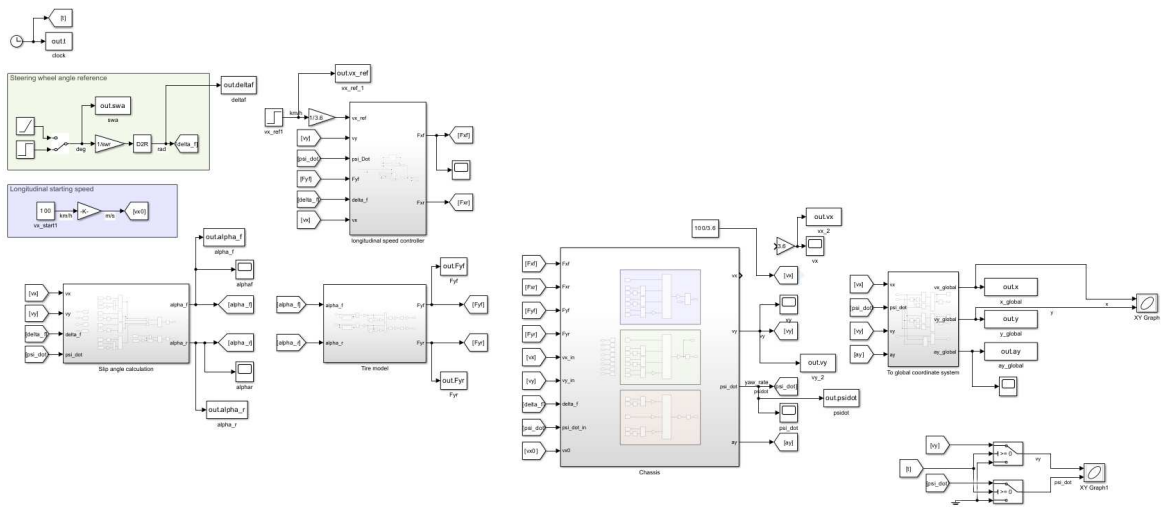 [t]
out.t
clock
Steering wheel angle reference
out.deltaf
deltaf
out.swa
swa
deg
1/swr
D2R
rad
[delta_f]
Longitudinal starting speed
100
vx_start1
km/h
-K-
m/s
[vx0]
out.vx_ref
vx_ref_1
vx_ref1
km/h
1/3.6
[vy]
[psi_dot]
[Fyf]
[delta_f]
[vx]
vx_ref
vy
psi_Dot
Fyf
delta_f
vx
Fxf
Fxr
longitudinal speed controller
[Fxf]
[Fxr]
[vx]
[vy]
[delta_f]
[psi_dot]
vx
vy
delta_f
psi_dot
alpha_f
alpha_r
Slip angle calculation
out.alpha_f
alpha_f
alphaf
[alpha_f]
[alpha_r]
alphar
out.alpha_r
alpha_r
[alpha_f]
[alpha_r]
alpha_f
alpha_r
Fyf
Fyr
Tire model
out.Fyf
Fyf
[Fyf]
[Fyr]
out.Fyr
Fyr
[Fxf]
[Fxr]
[Fyf]
[Fyr]
[vx]
[vy]
[delta_f]
[psi_dot]
[vx0]
Fxf
Fxr
Fyf
Fyr
vx_in
vy_in
delta_f
psi_dot_in
vx0
vx
vy
psi_dot
ay
Chassis
100/3.6
[vx]
3.6
out.vx
vx_2
vx
vy
[vy]
vy
out.vy
vy_2
yaw_rate
psidot
[psi_dot]
out.psidot
psidot
psi_dot
[ay]
[vx]
[psi_dot]
[vy]
[ay]
vx
psi_dot
vy
ay
vx_global
vy_global
ay_global
To global coordinate system
out.x
x_global
out.y
y_global
out.ay
ay_global
x
y
XY Graph
[vy]
[t]
[psi_dot]
>= 0
>= 0
vy
psi_dot
XY Graph1